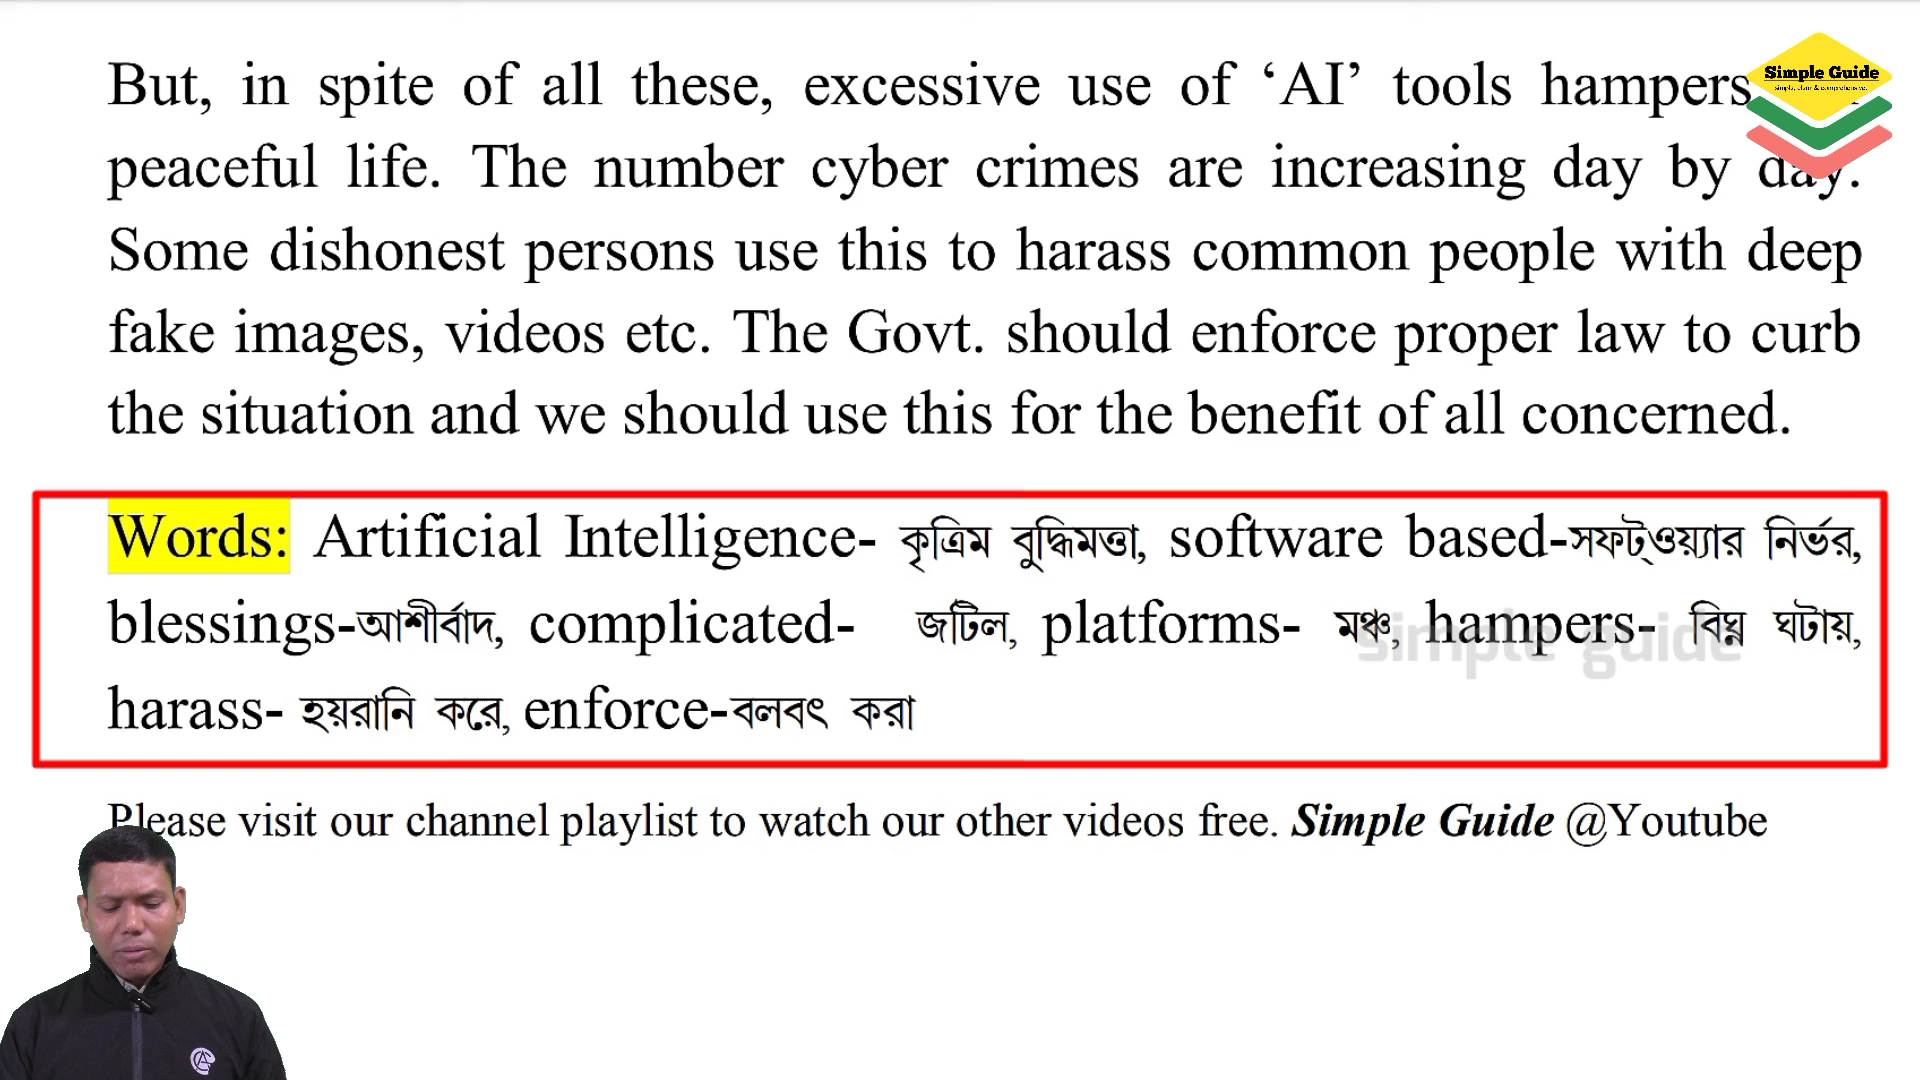 But, in spite of all these, excessive use of ‘AI’ tools hampers
peaceful life. The number cyber crimes are increasing day by day.
Some dishonest persons use this to harass common people with deep
fake images, videos etc. The Govt. should enforce proper law to curb
the situation and we should use this for the benefit of all concerned.
Words: Artificial Intelligence- কৃত্রিম বুদ্ধিমত্তা, software based-সফট্‌ওয়্যার নির্ভর,
blessings-আশীর্বাদ, complicated- জটিল, platforms- মঞ্চ, hampers- বিঘ্ন ঘটায়,
harass- হয়রানি করে, enforce-বলবৎ করা
Please visit our channel playlist to watch our other videos free. Simple Guide @Youtube
Simple Guide
simple, clear & comprehensive.
simple guide